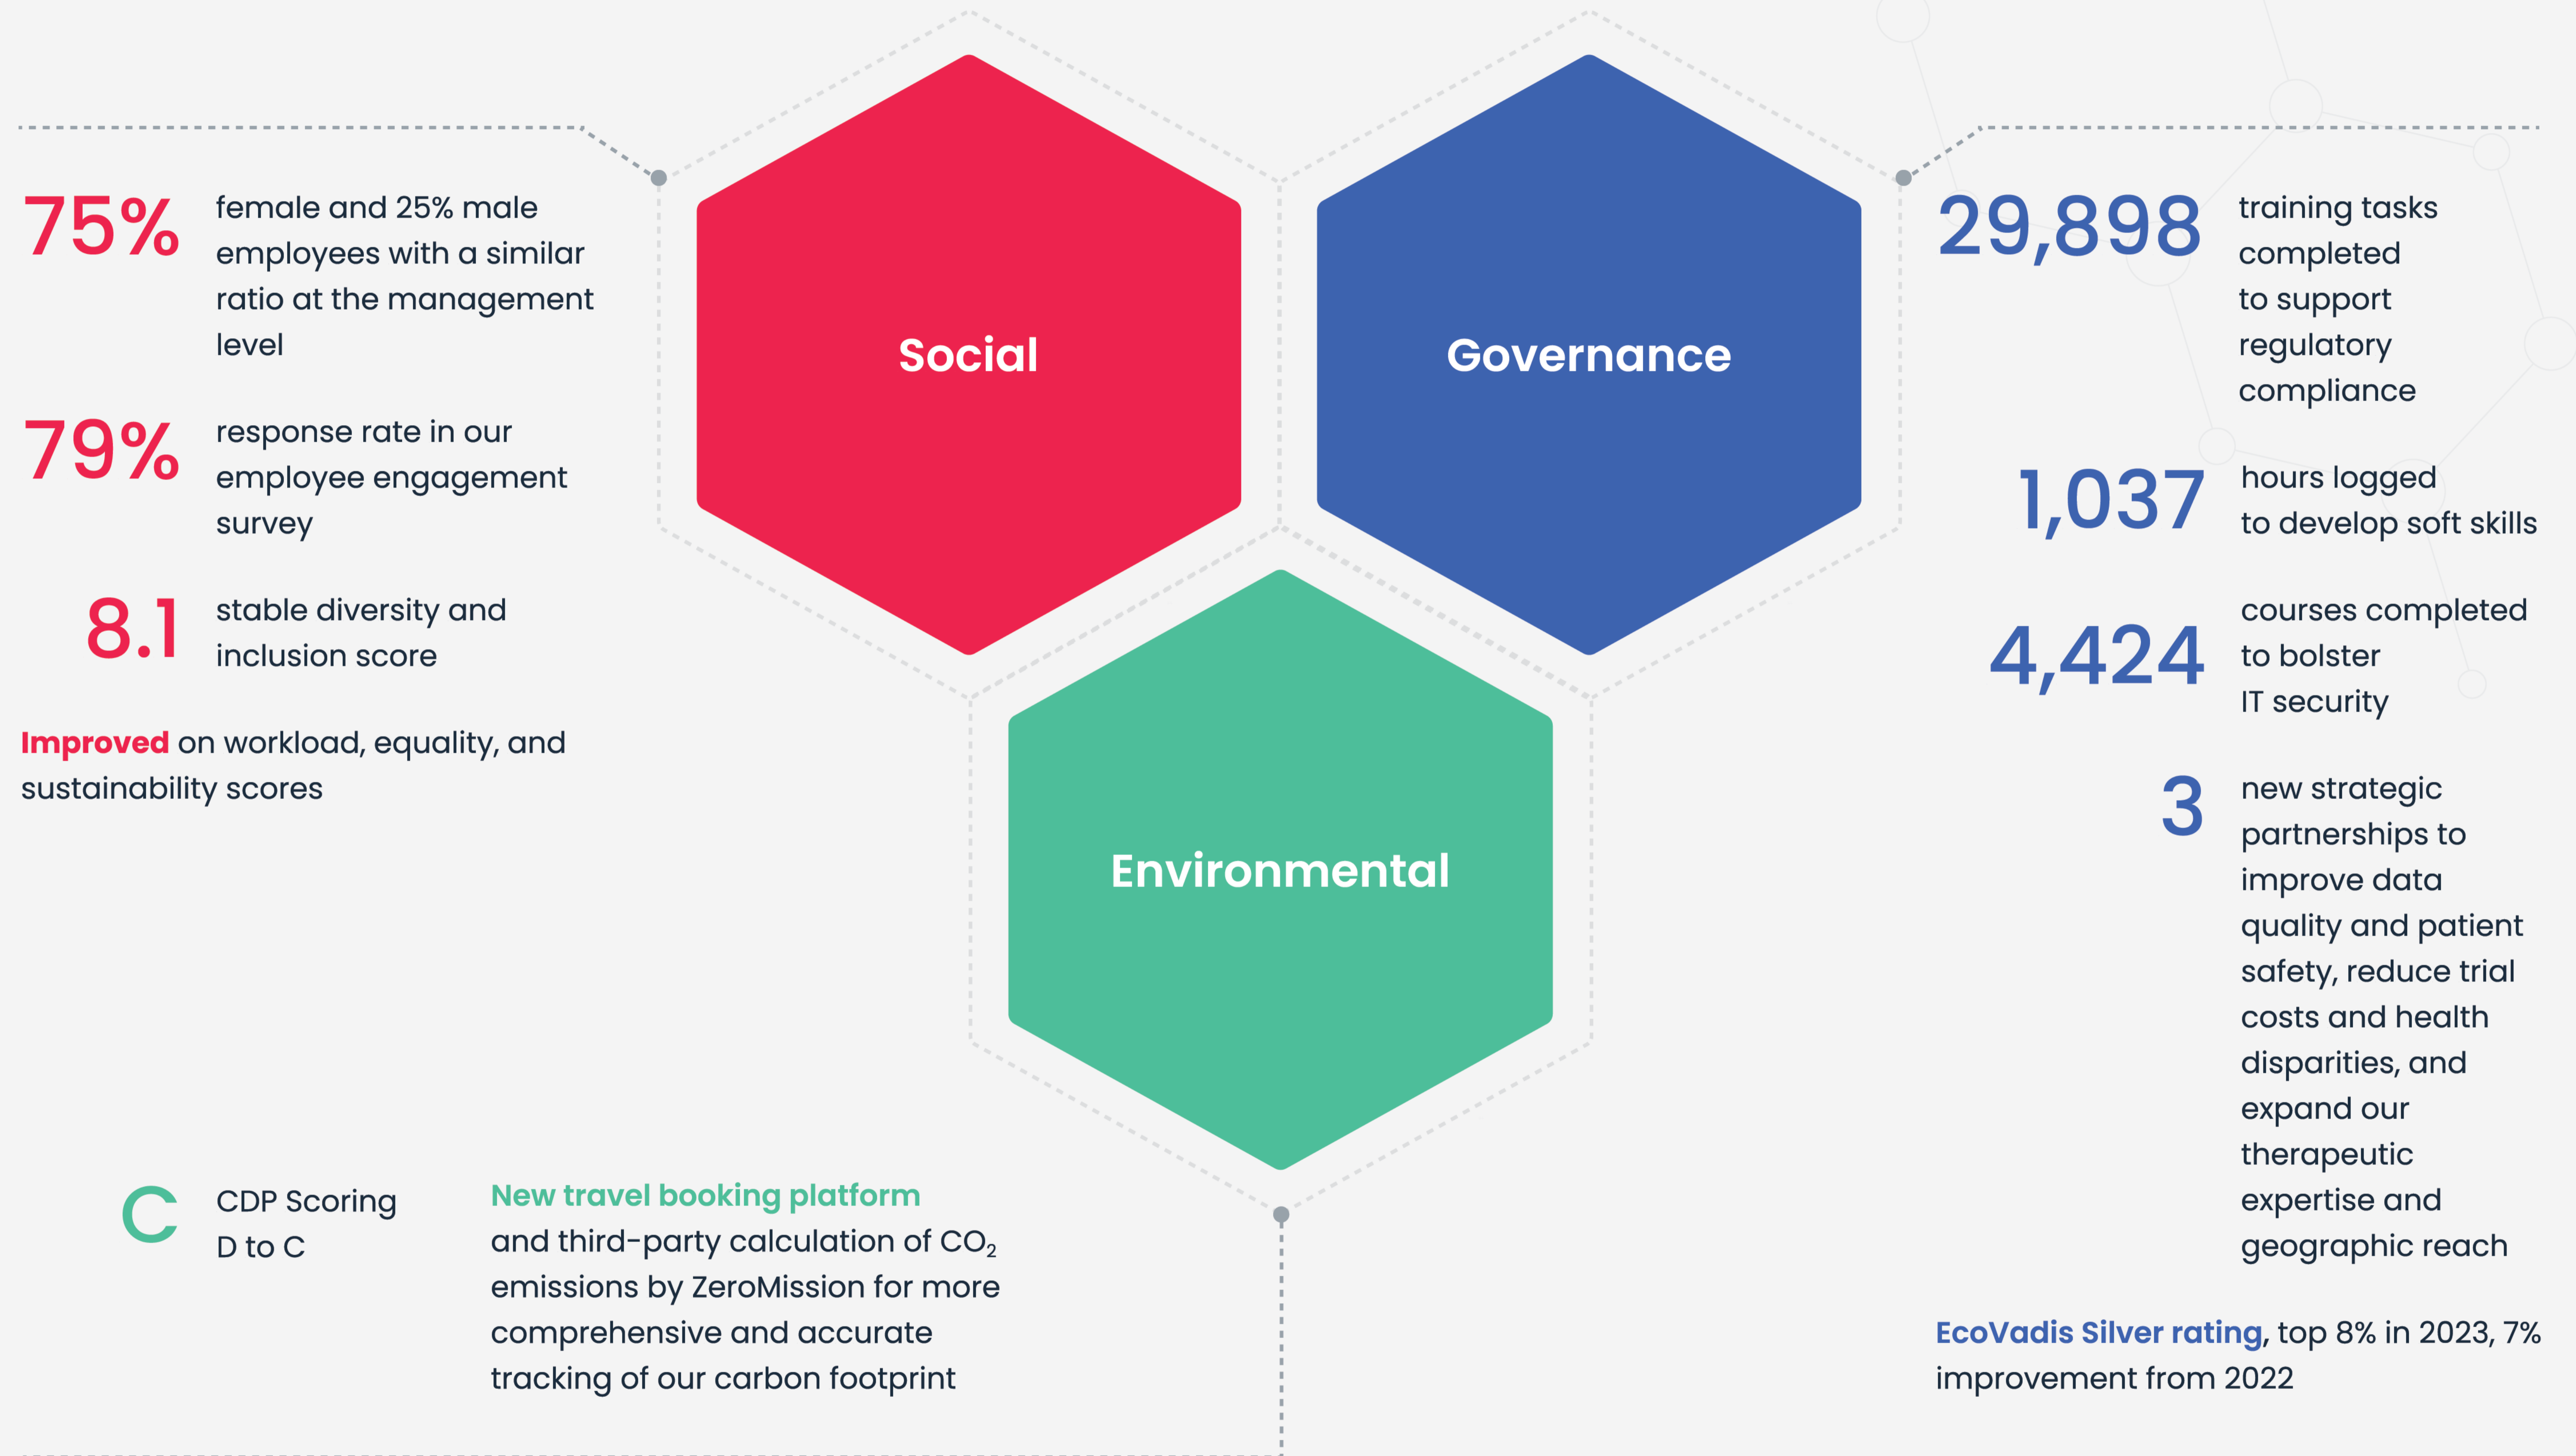 Social
Governance
Environmental
75%
female and 25% male
employees with a similar
ratio at the management
level
79%
response rate in our
employee engagement
survey
8.1
stable diversity and
inclusion score
Improved on workload, equality, and
sustainability scores
29,898
training tasks
completed
to support
regulatory
compliance
1,037
hours logged
to develop soft skills
4,424
courses completed
to bolster
IT security
3
new strategic
partnerships to
improve data
quality and patient
safety, reduce trial
costs and health
disparities, and
expand our
therapeutic
expertise and
geographic reach
EcoVadis Silver rating, top 8% in 2023, 7%
improvement from 2022
C
CDP Scoring
D to C
New travel booking platform
and third-party calculation of CO₂
emissions by ZeroMission for more
comprehensive and accurate
tracking of our carbon footprint